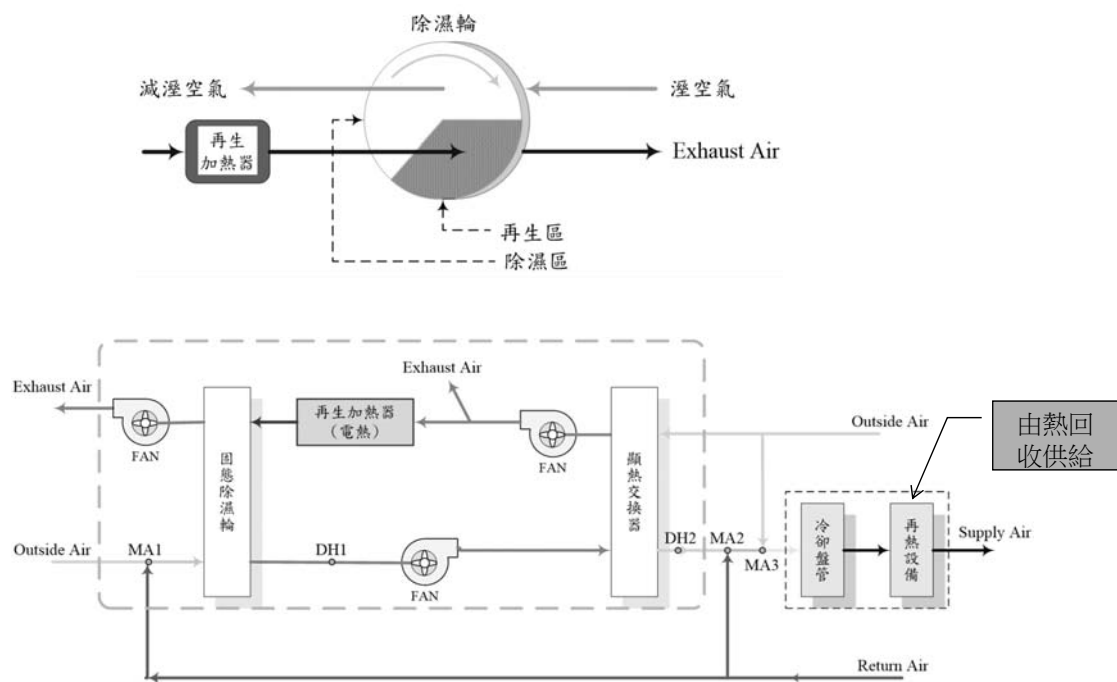 除濕輪
減溼空氣
溼空氣
再生
加熱器
Exhaust Air
再生區
除濕區
Exhaust Air
Exhaust Air
再生加熱器
(電熱)
Outside Air
由熱回
收供給
FAN
FAN
固態除濕輪
顯熱交換器
冷卻盤管
再熱設備
Supply Air
Outside Air
MA1
DH1
DH2
MA2
MA3
FAN
Return Air